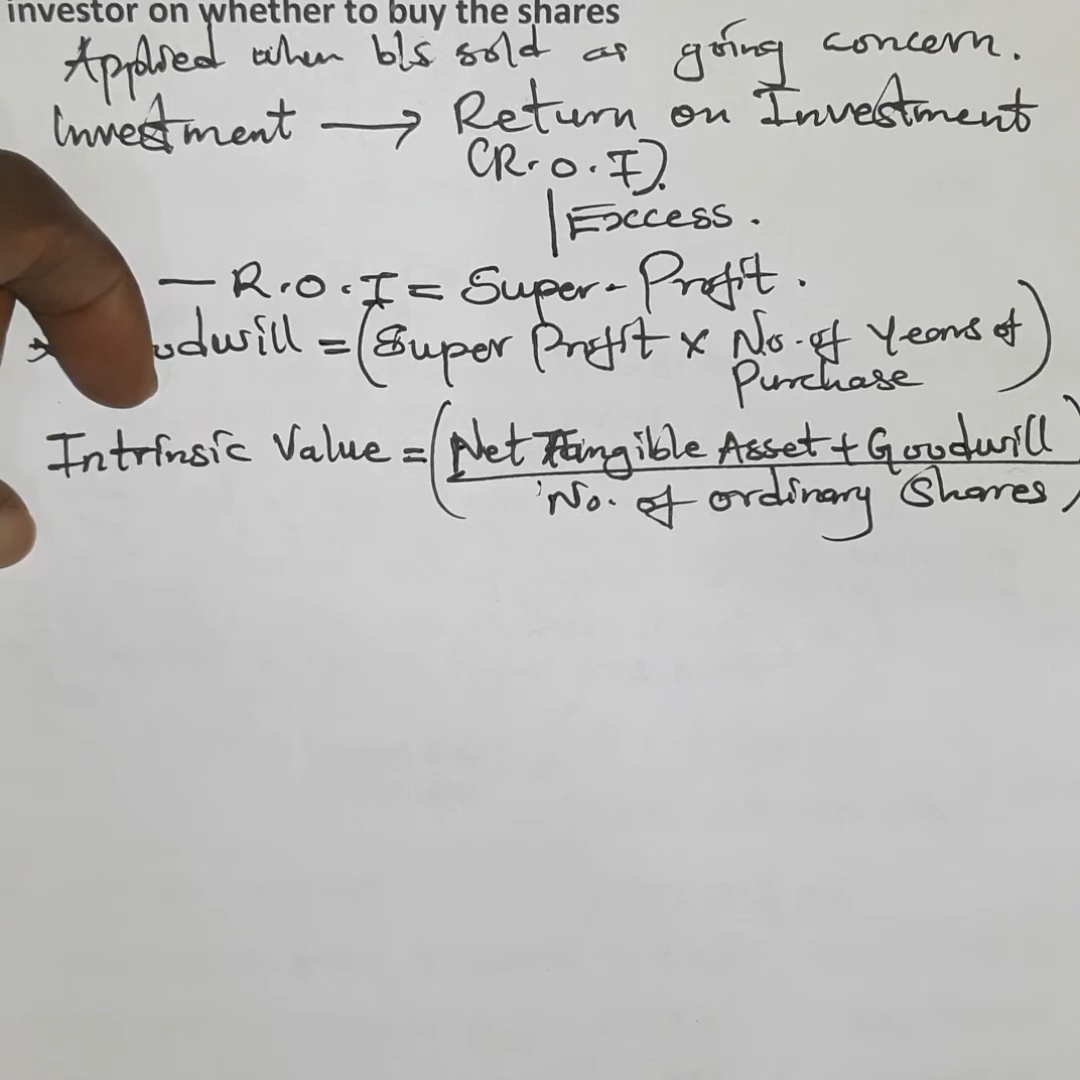 investor on whether to buy the shares
Applied when b/s sold as going concern.
Investment → Return on Investment
(R.O.I).
Excess.
— R.O.I = Super-Profit.
= (Super Profit x No. of Years of
Purchase)
Intrinsic Value = (Net Tangible Asset + Goodwill
No. of ordinary Shares)